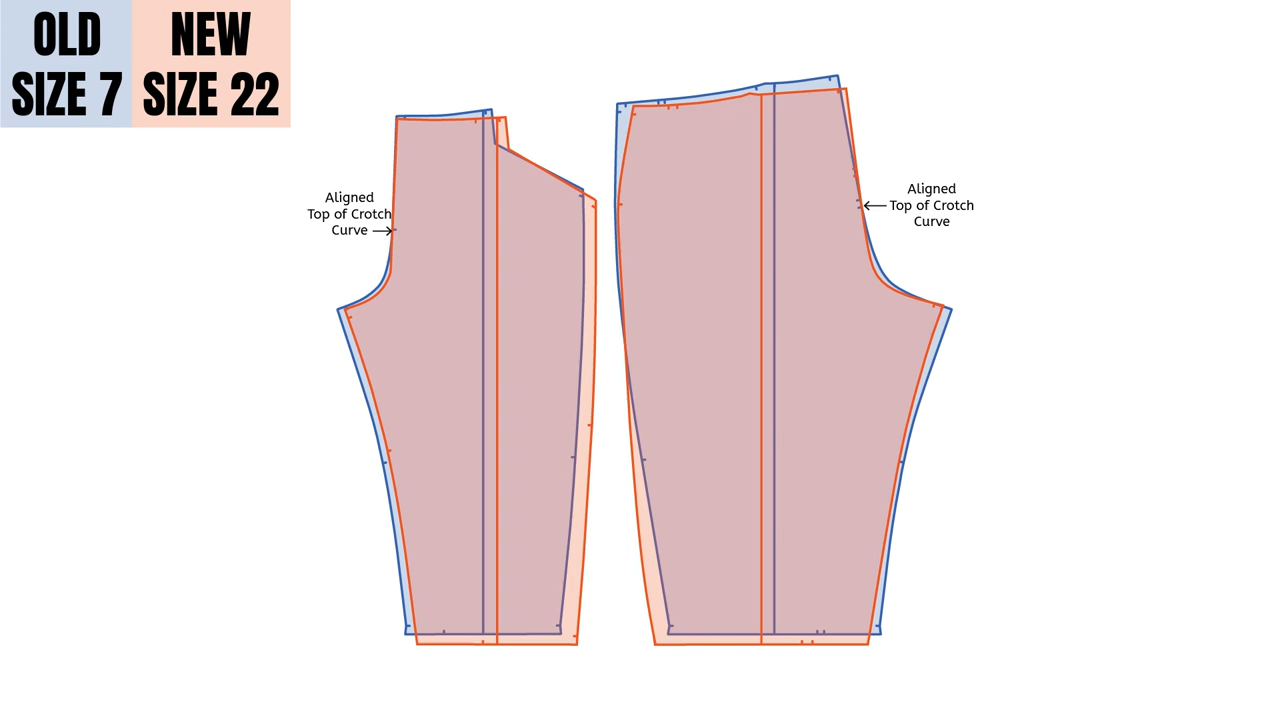 OLD
SIZE 7
NEW
SIZE 22
Aligned
Top of Crotch
Curve
Aligned
Top of Crotch
Curve